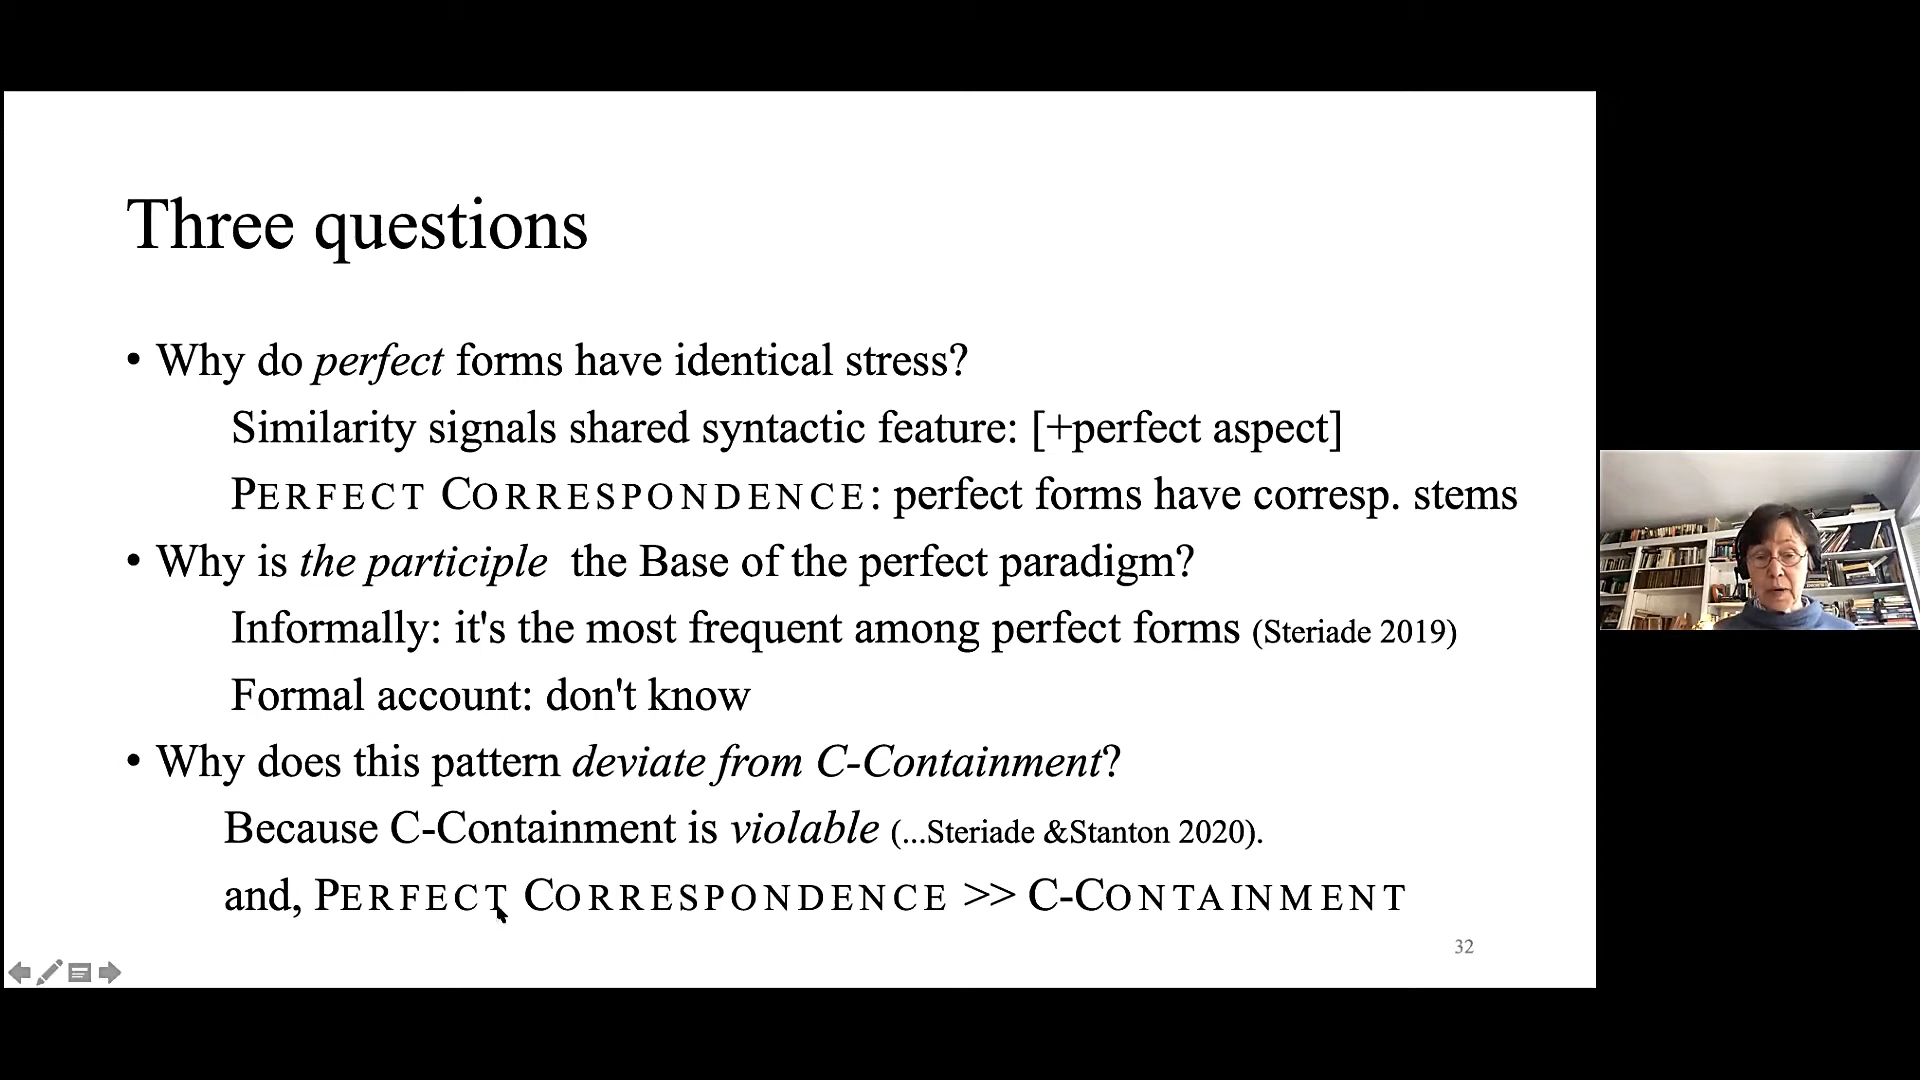 Three questions
• Why do perfect forms have identical stress?
Similarity signals shared syntactic feature: [+perfect aspect]
PERFECT CORRESPONDENCE: perfect forms have corresp. stems
• Why is the participle the Base of the perfect paradigm?
Informally: it's the most frequent among perfect forms (Steriade 2019)
Formal account: don't know
• Why does this pattern deviate from C-Containment?
Because C-Containment is violable (...Steriade &Stanton 2020).
and, PERFECT CORRESPONDENCE >> C-CONTAINMENT
32